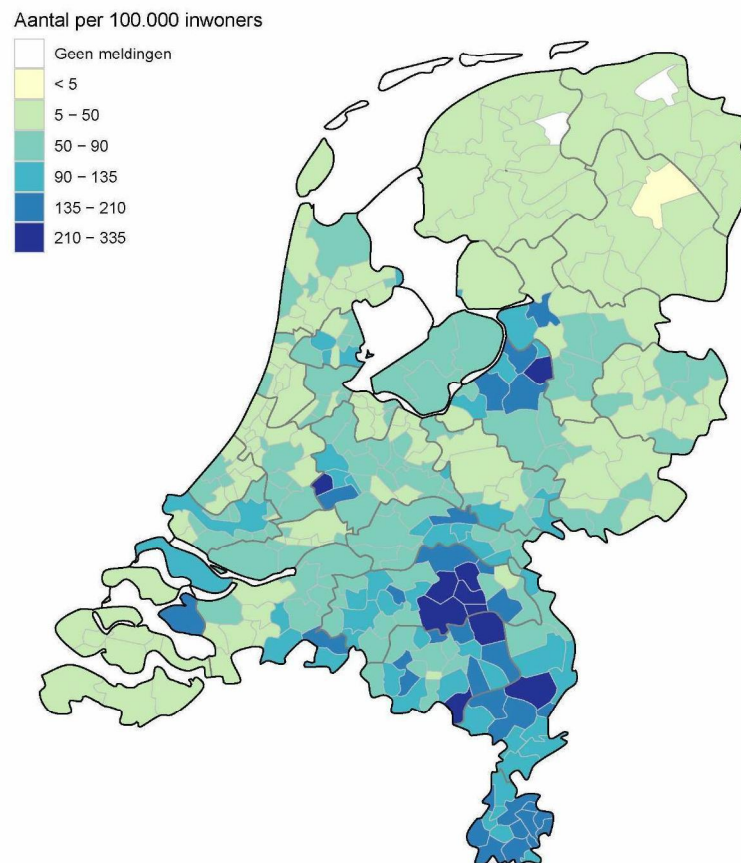 Aantal per 100.000 inwoners
Geen meldingen
< 5
5 − 50
50 − 90
90 − 135
135 − 210
210 − 335